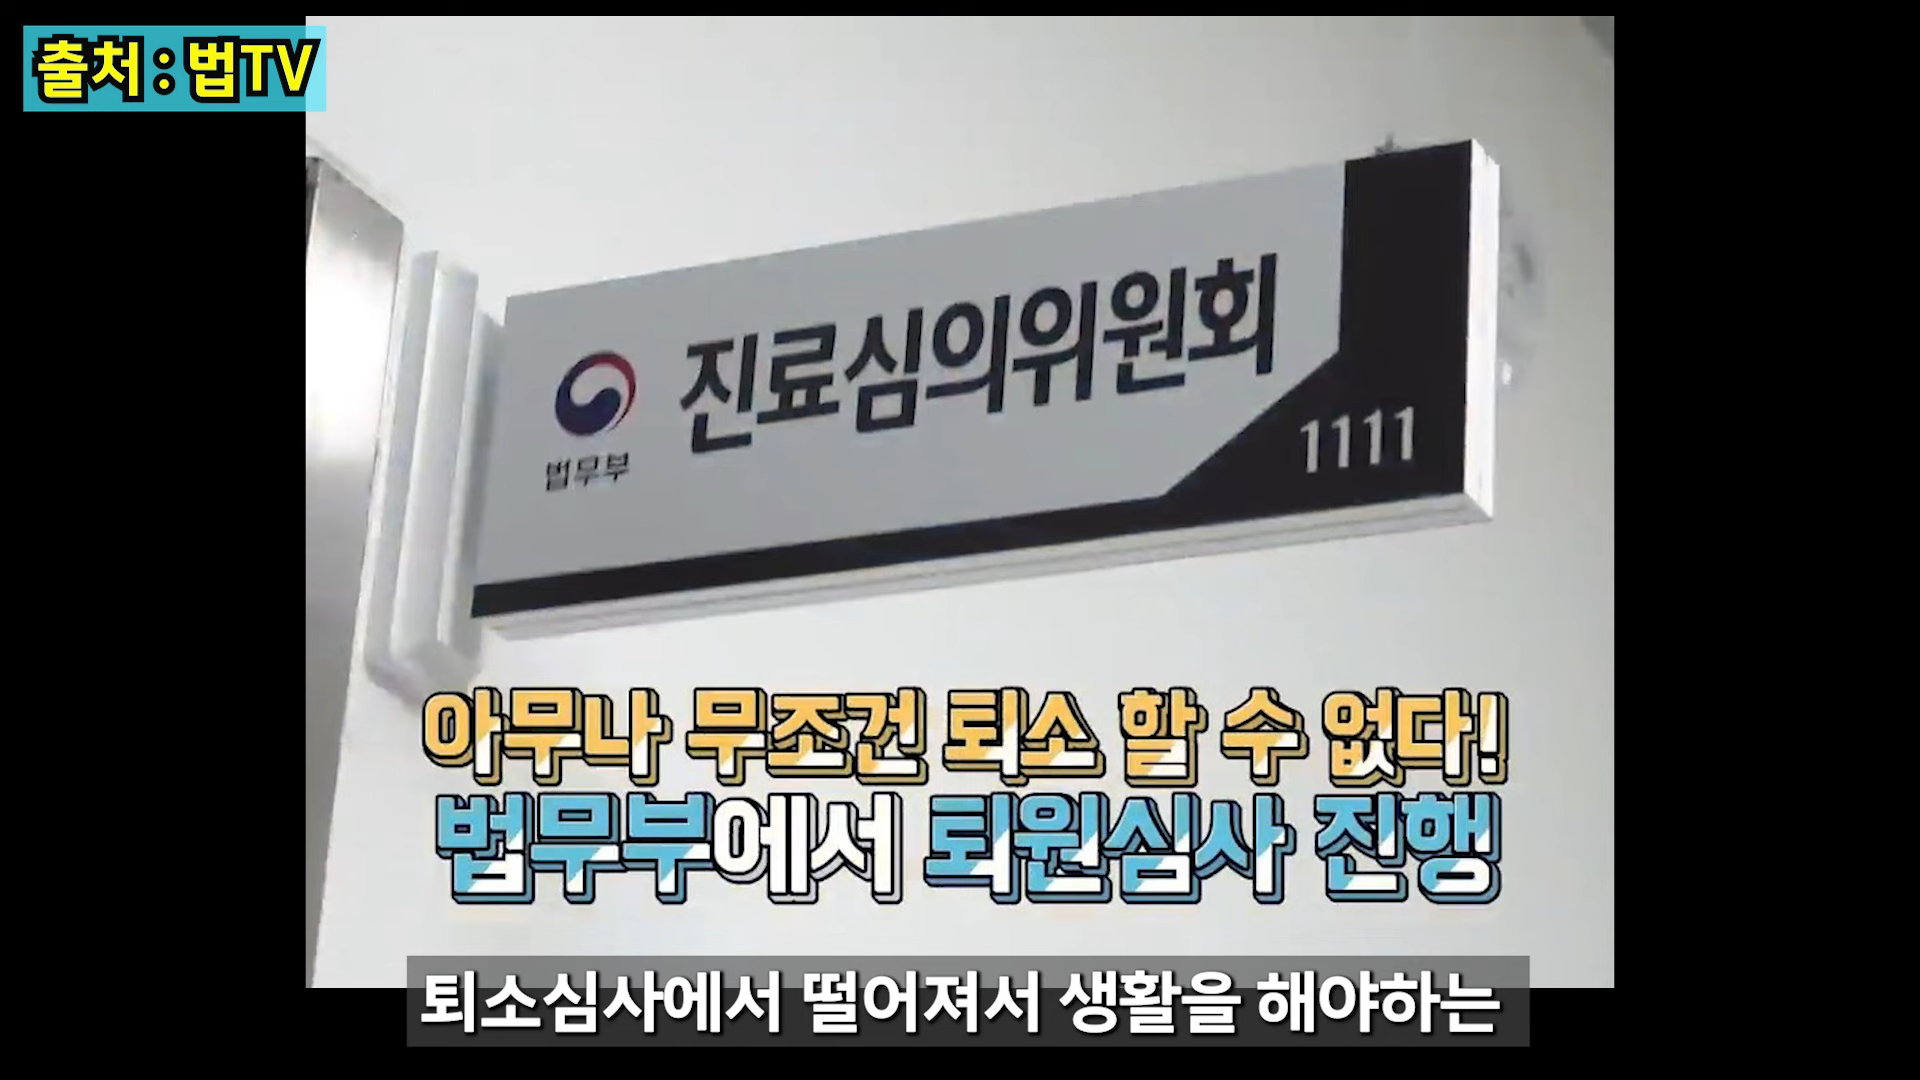 출처 : 법TV
진료심의위원회
법무부
1111
아무나 무조건 퇴소 할 수 없다!
법무부에서 퇴원심사 진행
퇴소심사에서 떨어져서 생활을 해야하는